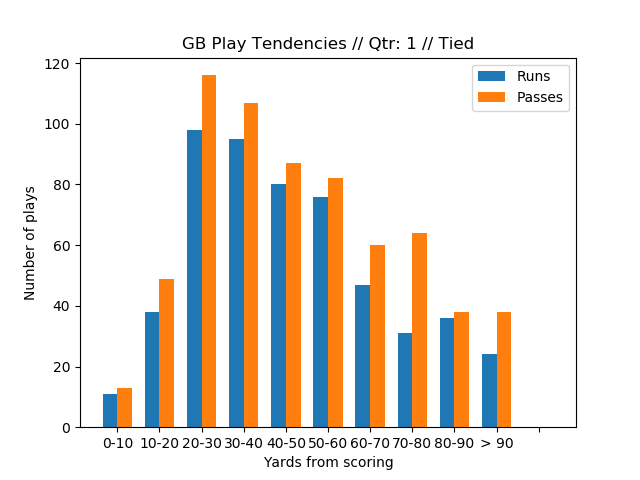 GB Play Tendencies // Qtr: 1 // Tied
Runs
Passes
120
100
80
60
40
20
0
Number of plays
0-10 10-20 20-30 30-40 40-50 50-60 60-70 70-80 80-90 > 90
Yards from scoring